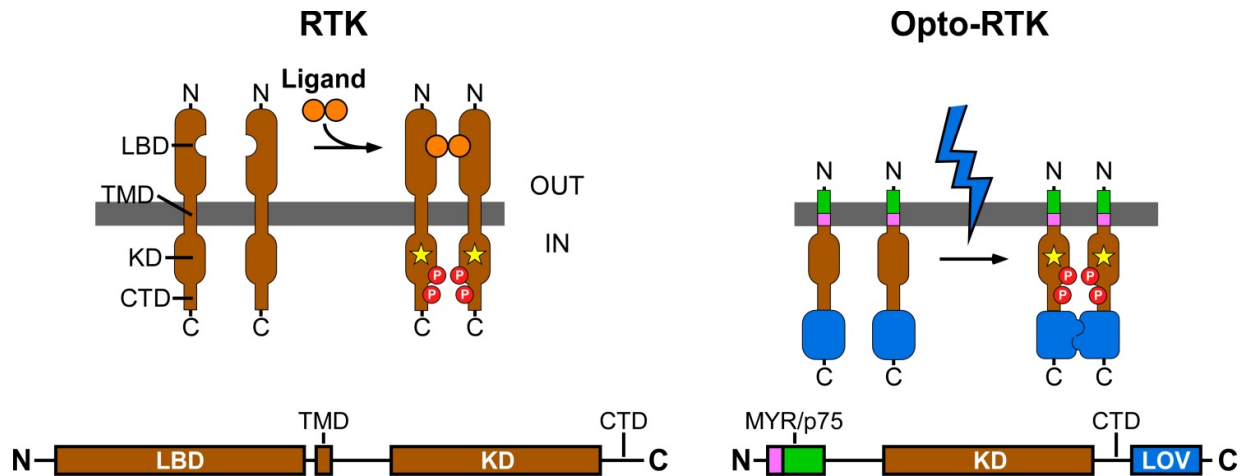 RTK
Opto-RTK
Ligand
N N N N
LBD
TMD
KD
CTD
OUT
IN
P P
P P
C C C C
N N N N
P P
P P
C C C C
TMD
CTD
N LBD KD C
MYR/p75
CTD
N KD LOV C